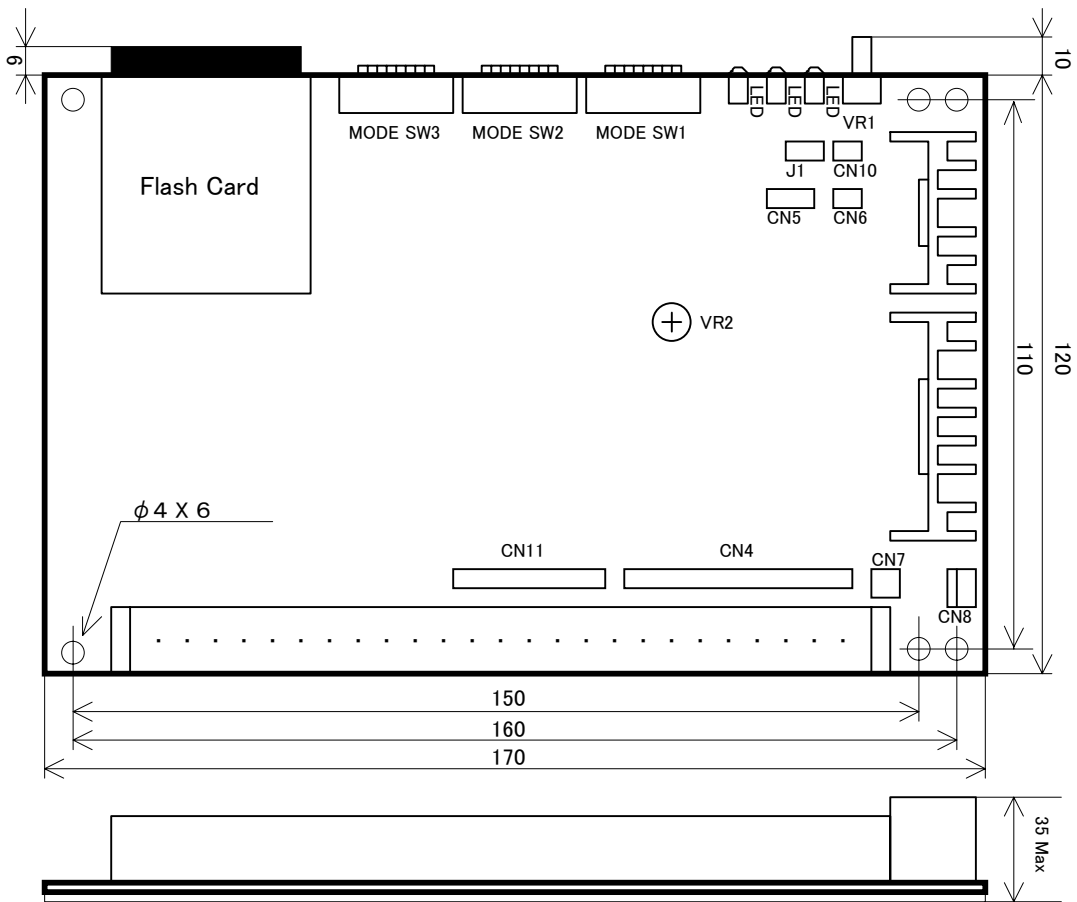 6
10
LED
LED
LED
VR1
MODE SW3
MODE SW2
MODE SW1
J1
CN10
Flash Card
CN5
CN6
VR2
110
120
φ4 X 6
CN11
CN4
CN7
CN8
150
160
170
35 Max